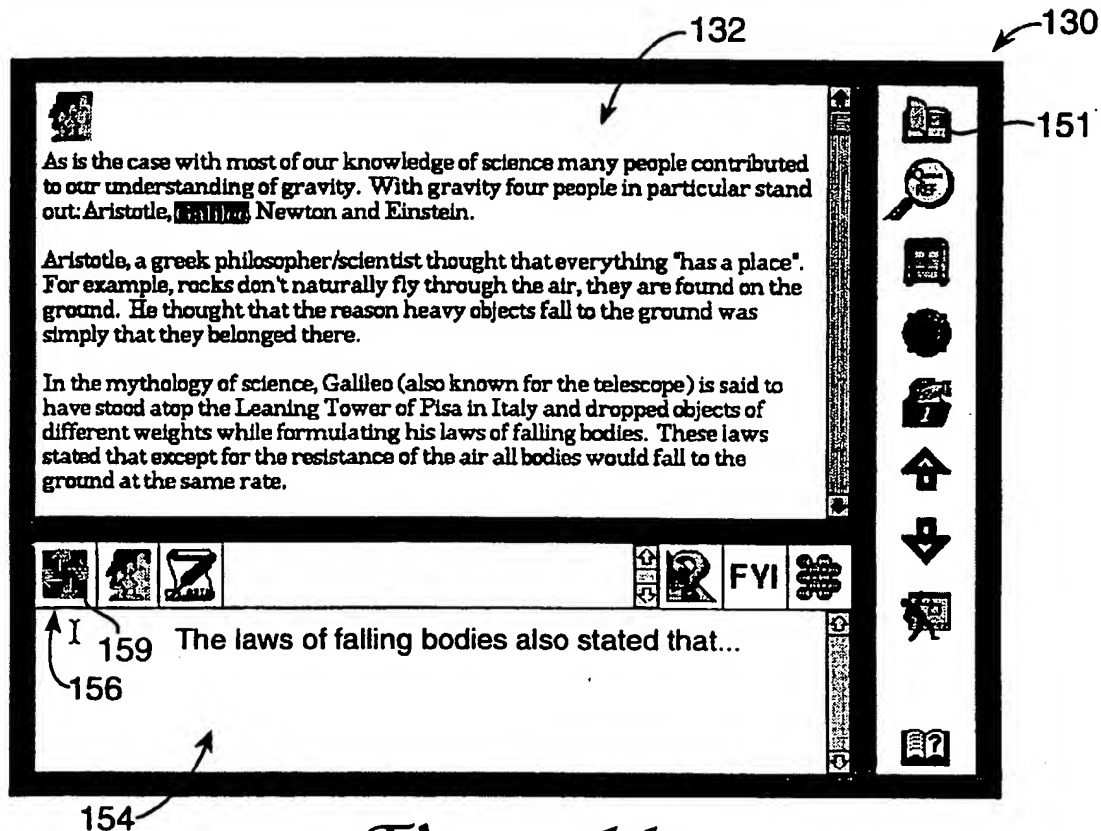 132
130
151
As is the case with most of our knowledge of science many people contributed
to our understanding of gravity. With gravity four people in particular stand
out: Aristotle, Galileo, Newton and Einstein.
Aristotle, a greek philosopher/scientist thought that everything "has a place".
For example, rocks don't naturally fly through the air, they are found on the
ground. He thought that the reason heavy objects fall to the ground was
simply that they belonged there.
In the mythology of science, Galileo (also known for the telescope) is said to
have stood atop the Leaning Tower of Pisa in Italy and dropped objects of
different weights while formulating his laws of falling bodies. These laws
stated that except for the resistance of the air all bodies would fall to the
ground at the same rate.
REF
1
FYI
?
The laws of falling bodies also stated that...
159
156
154